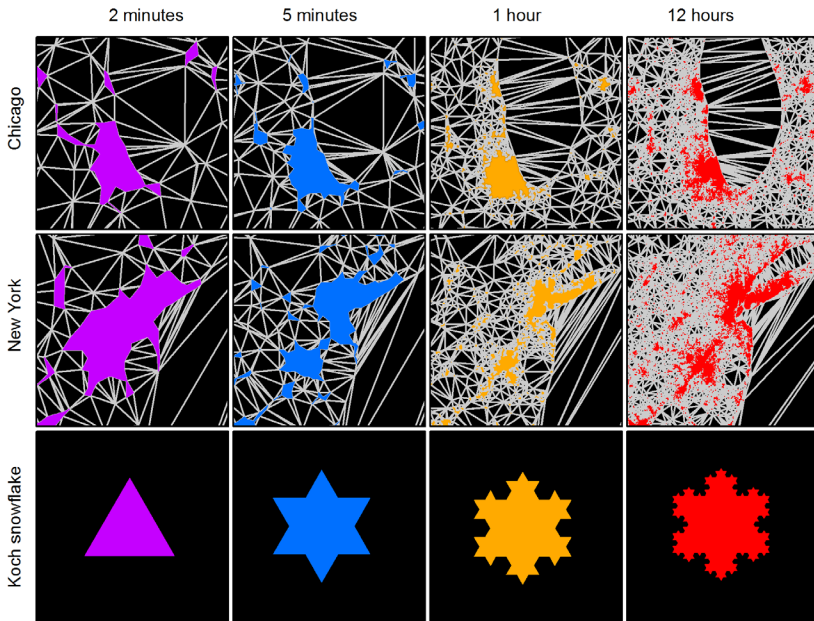 2 minutes
5 minutes
1 hour
12 hours
Chicago
New York
Koch snowflake